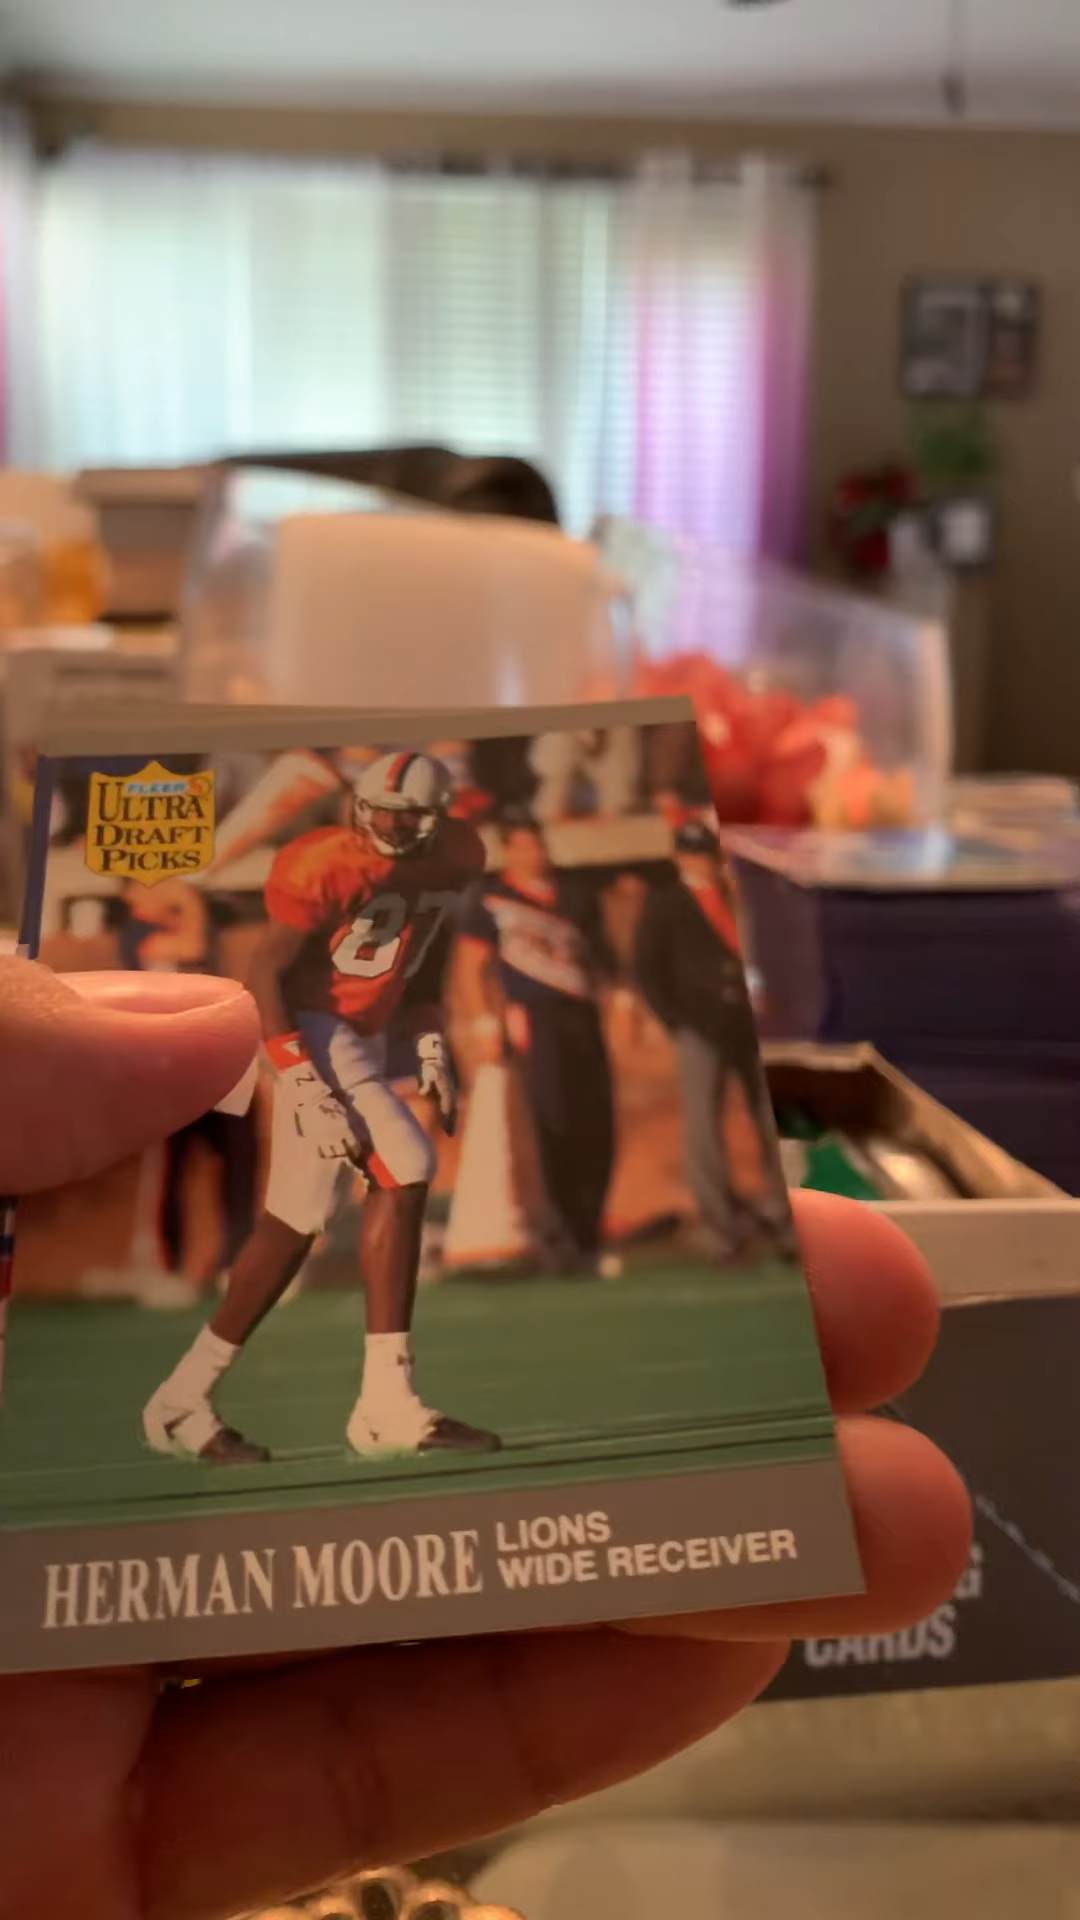 FLEER
ULTRA
DRAFT
PICKS
87
HERMAN MOORE
LIONS
WIDE RECEIVER
CARDS